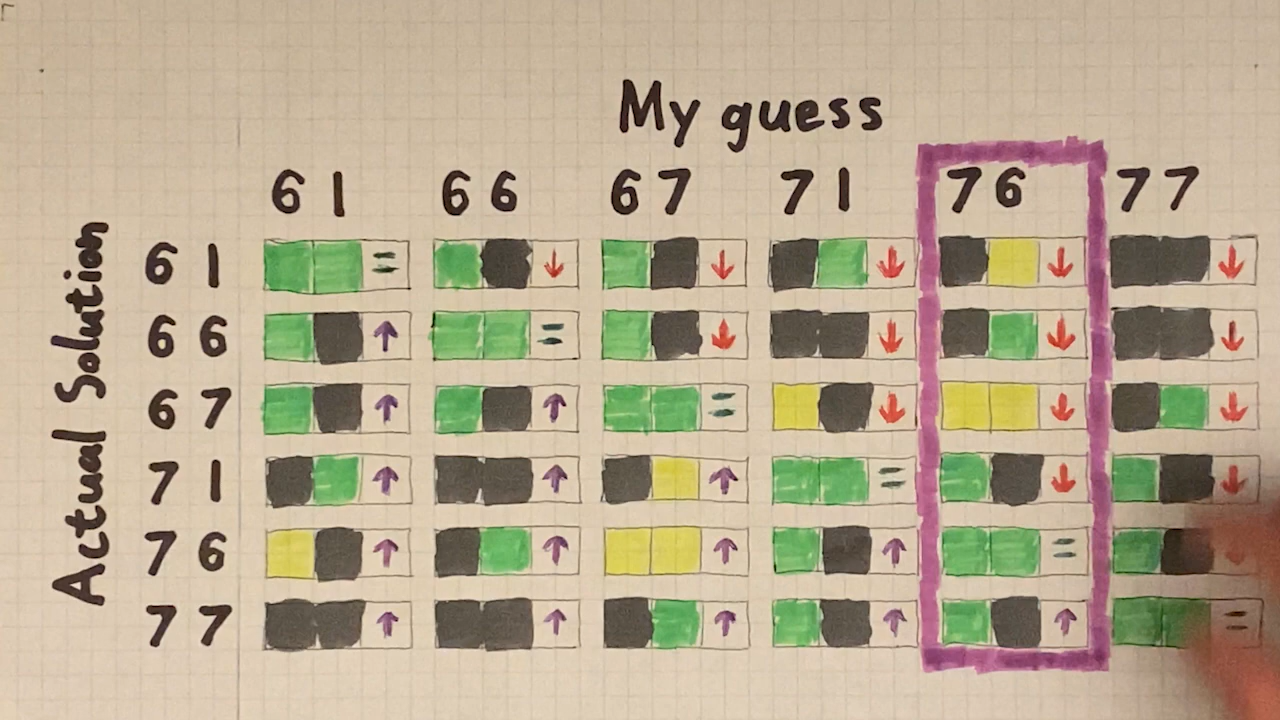 My guess
61 66 67 71 76 77
Actual Solution
61 = ↓ ↓ ↓ ↓ ↓
66 ↑ = ↓ ↓ ↓ ↓
67 ↑ ↑ = ↓ ↓ ↓
71 ↑ ↑ ↑ = ↓ ↓
76 ↑ ↑ ↑ ↑ = ↓
77 ↑ ↑ ↑ ↑ ↑ =